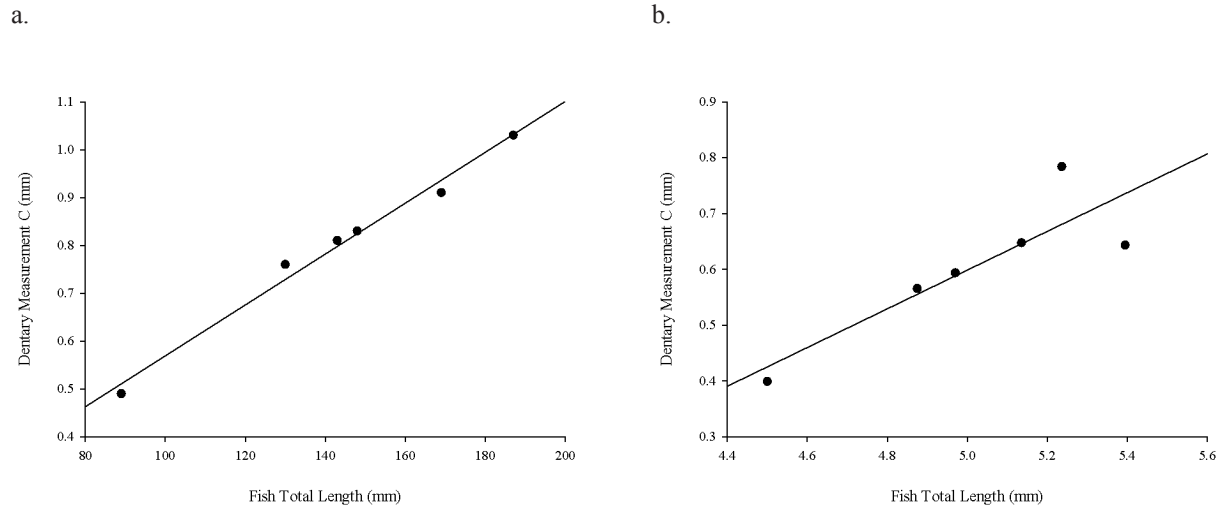 a.
b.
Dentary Measurement C (mm)
1.1
1.0
0.9
0.8
0.7
0.6
0.5
0.4
80 100 120 140 160 180 200
Fish Total Length (mm)
Dentary Measurement C (mm)
0.9
0.8
0.7
0.6
0.5
0.4
0.3
4.4 4.6 4.8 5.0 5.2 5.4 5.6
Fish Total Length (mm)